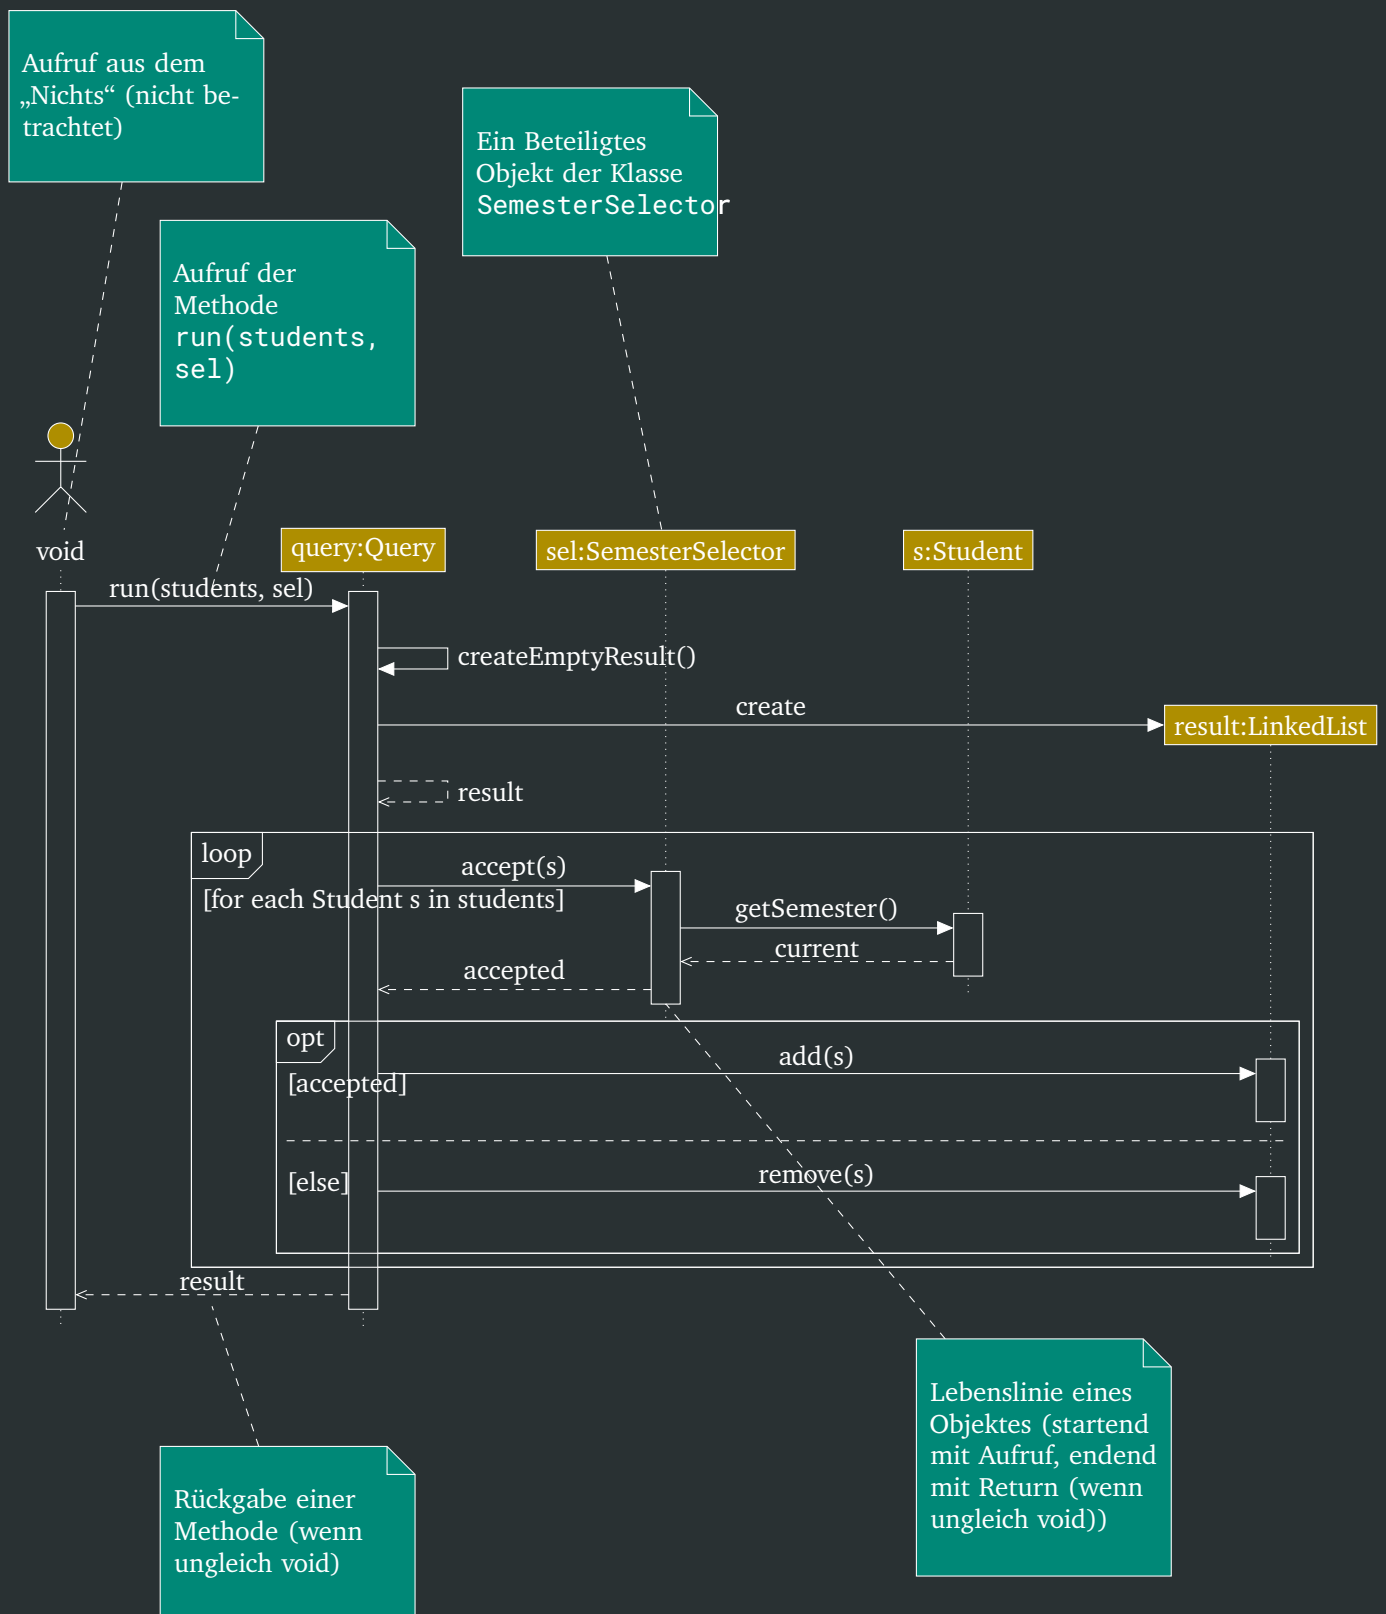 Aufruf aus dem
„Nichts“ (nicht be-
trachtet)
Ein Beteiligtes
Objekt der Klasse
SemesterSelector
Aufruf der
Methode
run(students,
sel)
void
query:Query
sel:SemesterSelector
s:Student
run(students, sel)
createEmptyResult()
create
result:LinkedList
result
loop
accept(s)
[for each Student s in students]
getSemester()
current
accepted
opt
add(s)
[accepted]
remove(s)
[else]
result
Lebenslinie eines
Objektes (startend
mit Aufruf, endend
mit Return (wenn
ungleich void))
Rückgabe einer
Methode (wenn
ungleich void)